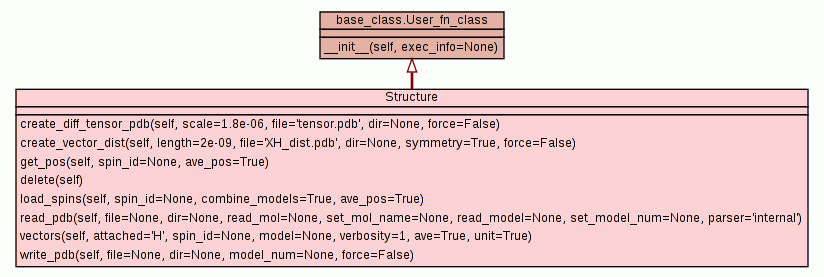 base_class.User_fn_class
__init__(self, exec_info=None)
Structure
create_diff_tensor_pdb(self, scale=1.8e-06, file='tensor.pdb', dir=None, force=False)
create_vector_dist(self, length=2e-09, file='XH_dist.pdb', dir=None, symmetry=True, force=False)
get_pos(self, spin_id=None, ave_pos=True)
delete(self)
load_spins(self, spin_id=None, combine_models=True, ave_pos=True)
read_pdb(self, file=None, dir=None, read_mol=None, set_mol_name=None, read_model=None, set_model_num=None, parser='internal')
vectors(self, attached='H', spin_id=None, model=None, verbosity=1, ave=True, unit=True)
write_pdb(self, file=None, dir=None, model_num=None, force=False)